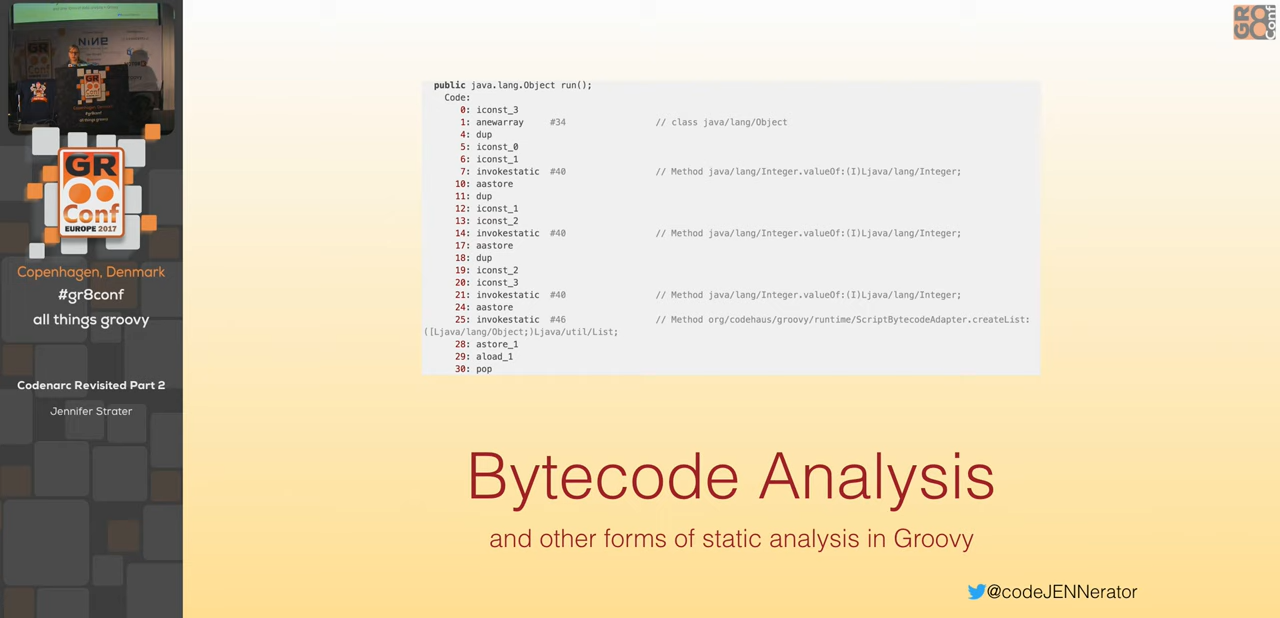 NINE
GR
GR
Conf
EUROPE 2017
Copenhagen, Denmark
#gr8conf
all things groovy
Codenarc Revisited Part 2
Jennifer Strater
GR
Conf
public java.lang.Object run();
Code:
0: iconst_3
1: anewarray #34 // class java/lang/Object
4: dup
5: iconst_0
6: iconst_1
7: invokestatic #40 // Method java/lang/Integer.valueOf:(I)Ljava/lang/Integer;
10: aastore
11: dup
12: iconst_1
13: iconst_2
14: invokestatic #40 // Method java/lang/Integer.valueOf:(I)Ljava/lang/Integer;
17: aastore
18: dup
19: iconst_2
20: iconst_3
21: invokestatic #40 // Method java/lang/Integer.valueOf:(I)Ljava/lang/Integer;
24: aastore
25: invokestatic #46 // Method org/codehaus/groovy/runtime/ScriptBytecodeAdapter.createList:
([Ljava/lang/Object;)Ljava/util/List;
28: astore_1
29: aload_1
30: pop
Bytecode Analysis
and other forms of static analysis in Groovy
@codeJENNerator